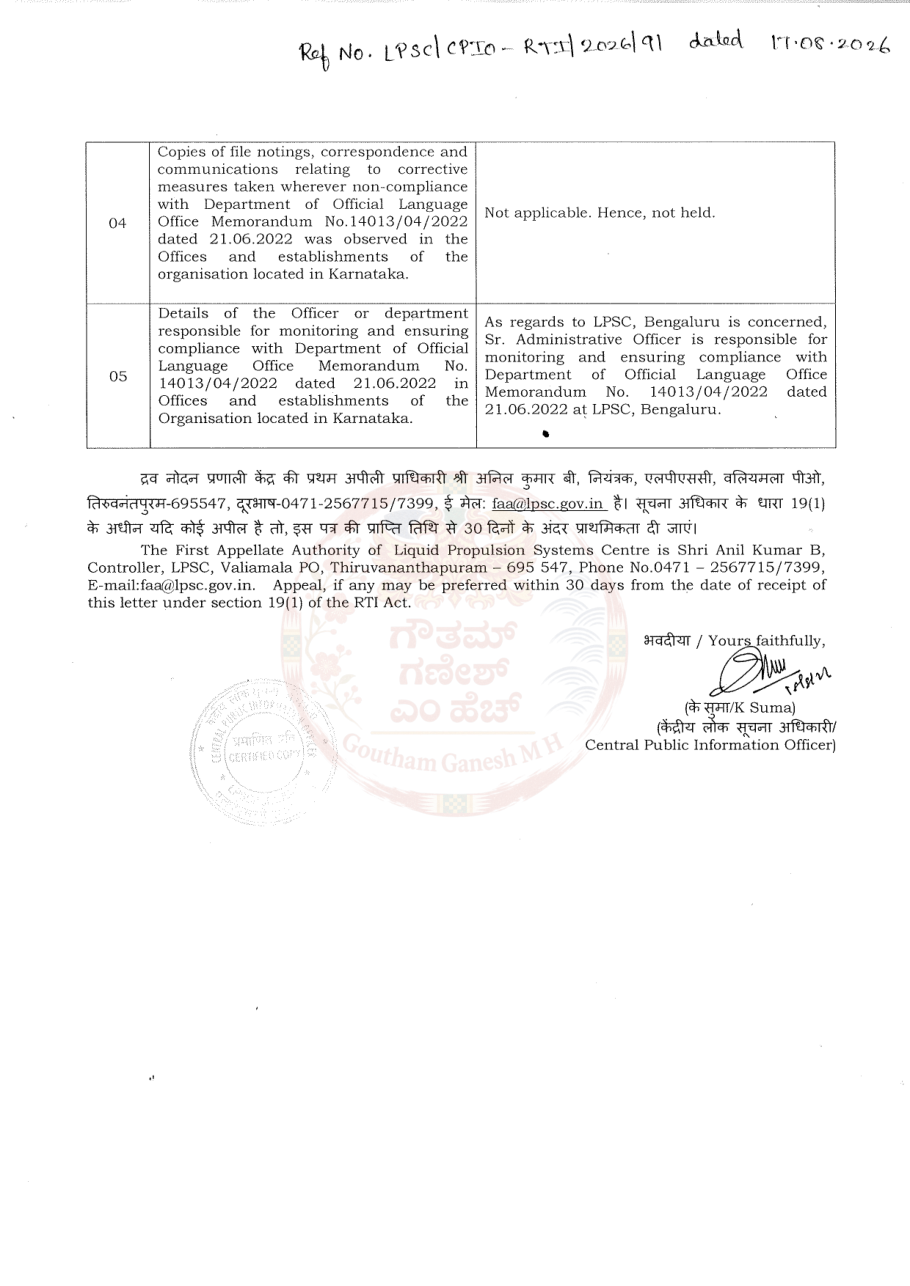 Ref No. LPSC/CPIO - RTI/2026/91 dated 17.08.2026
04
Copies of file notings, correspondence and
communications relating to corrective
measures taken wherever non-compliance
with Department of Official Language
Office Memorandum No.14013/04/2022
dated 21.06.2022 was observed in the
Offices and establishments of the
organisation located in Karnataka.
Not applicable. Hence, not held.
05
Details of the Officer or department
responsible for monitoring and ensuring
compliance with Department of Official
Language Office Memorandum No.
14013/04/2022 dated 21.06.2022 in
Offices and establishments of the
Organisation located in Karnataka.
As regards to LPSC, Bengaluru is concerned,
Sr. Administrative Officer is responsible for
monitoring and ensuring compliance with
Department of Official Language Office
Memorandum No. 14013/04/2022 dated
21.06.2022 at LPSC, Bengaluru.
द्रव नोदन प्रणाली केंद्र की प्रथम अपीली प्राधिकारी श्री अनिल कुमार बी, नियंत्रक, एलपीएससी, वलियमला पीओ,
तिरुवनंतपुरम-695547, दूरभाष-0471-2567715/7399, ई मेल: faa@lpsc.gov.in है। सूचना अधिकार के धारा 19(1)
के अधीन यदि कोई अपील है तो, इस पत्र की प्राप्ति तिथि से 30 दिनों के अंदर प्राथमिकता दी जाएं।
The First Appellate Authority of Liquid Propulsion Systems Centre is Shri Anil Kumar B,
Controller, LPSC, Valiamala PO, Thiruvananthapuram – 695 547, Phone No.0471 – 2567715/7399,
E-mail:faa@lpsc.gov.in. Appeal, if any may be preferred within 30 days from the date of receipt of
this letter under section 19(1) of the RTI Act.
ಗೌತಮ್
ಗಣೇಶ್
ಎಂ ಹೆಚ್
Goutham Ganesh M H
भवदीया / Yours faithfully,
(के सुमा/K Suma)
(केंद्रीय लोक सूचना अधिकारी/
Central Public Information Officer)
CENTRAL PUBLIC
प्रमाणित प्रति
CERTIFIED COPY